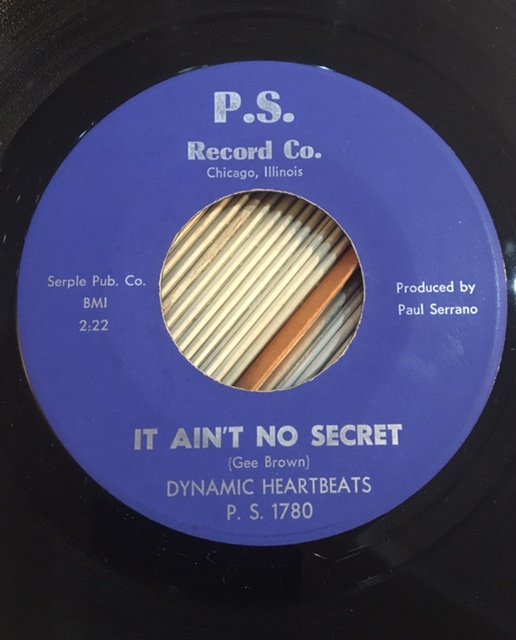 P.S.
Record Co.
Chicago, Illinois
Serple Pub. Co.
BMI
2:22
Produced by
Paul Serrano
IT AIN'T NO SECRET
(Gee Brown)
DYNAMIC HEARTBEATS
P. S. 1780